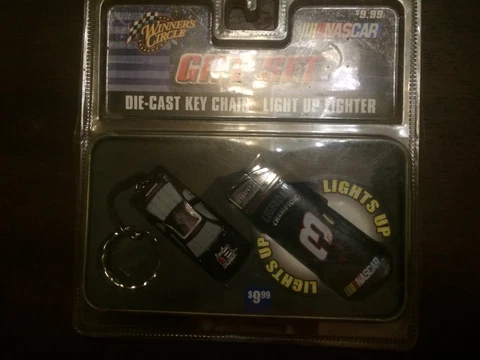 WINNER'S
CIRCLE
$9.99
NASCAR
GIFT SET
DIE-CAST KEY CHAIN LIGHT UP LIGHTER
LIGHTS UP
3
NASCAR
LIGHTS UP
$9.99